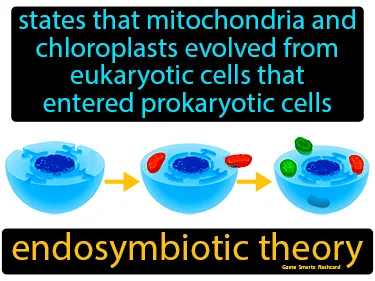 states that mitochondria and
chloroplasts evolved from
eukaryotic cells that
entered prokaryotic cells
endosymbiotic theory
Game Smartz flashcard